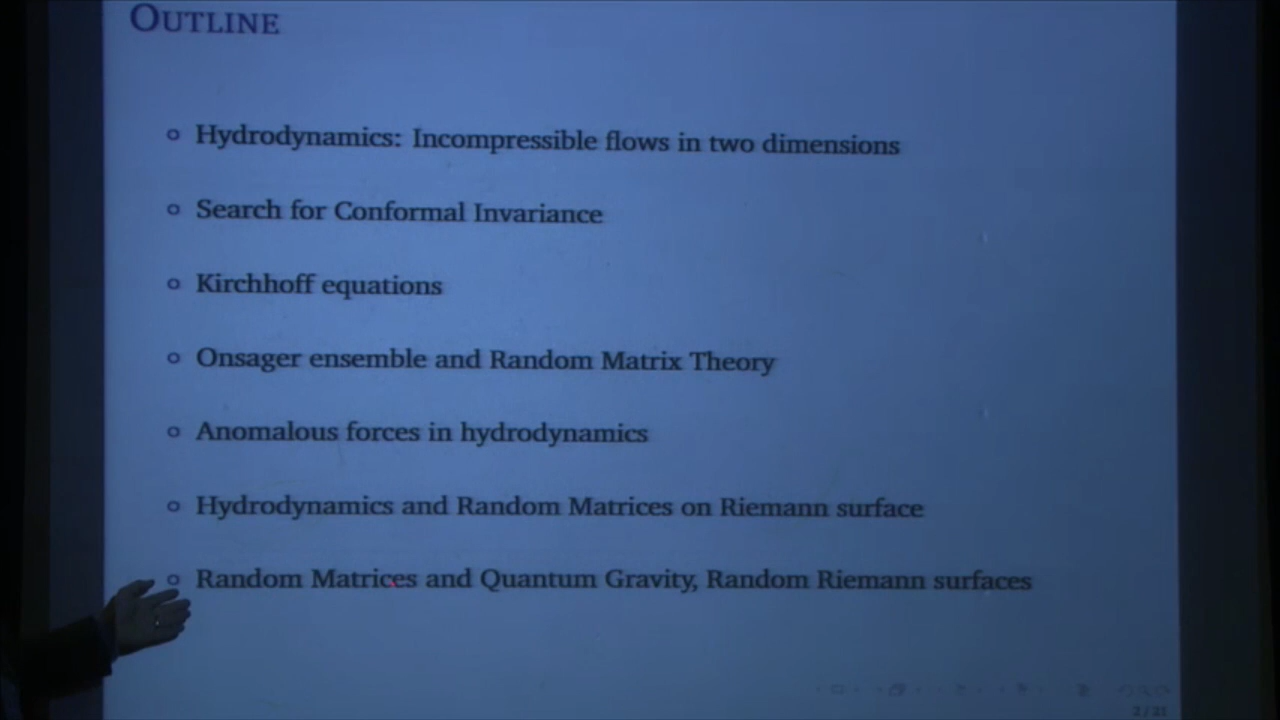 OUTLINE
Hydrodynamics: Incompressible flows in two dimensions
Search for Conformal Invariance
Kirchhoff equations
Onsager ensemble and Random Matrix Theory
Anomalous forces in hydrodynamics
Hydrodynamics and Random Matrices on Riemann surface
Random Matrices and Quantum Gravity, Random Riemann surfaces
2 / 21